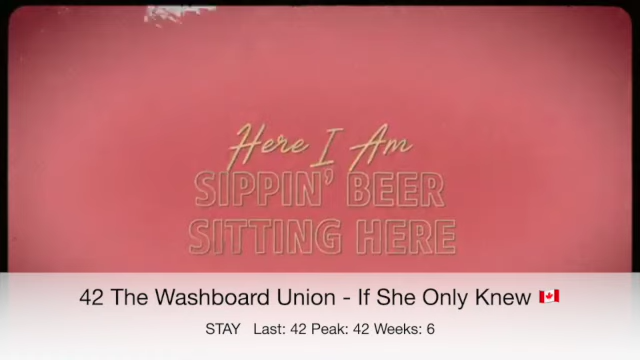 Here I Am
SIPPIN' BEER
SITTING HERE
42 The Washboard Union - If She Only Knew 🇨🇦
STAY Last: 42 Peak: 42 Weeks: 6